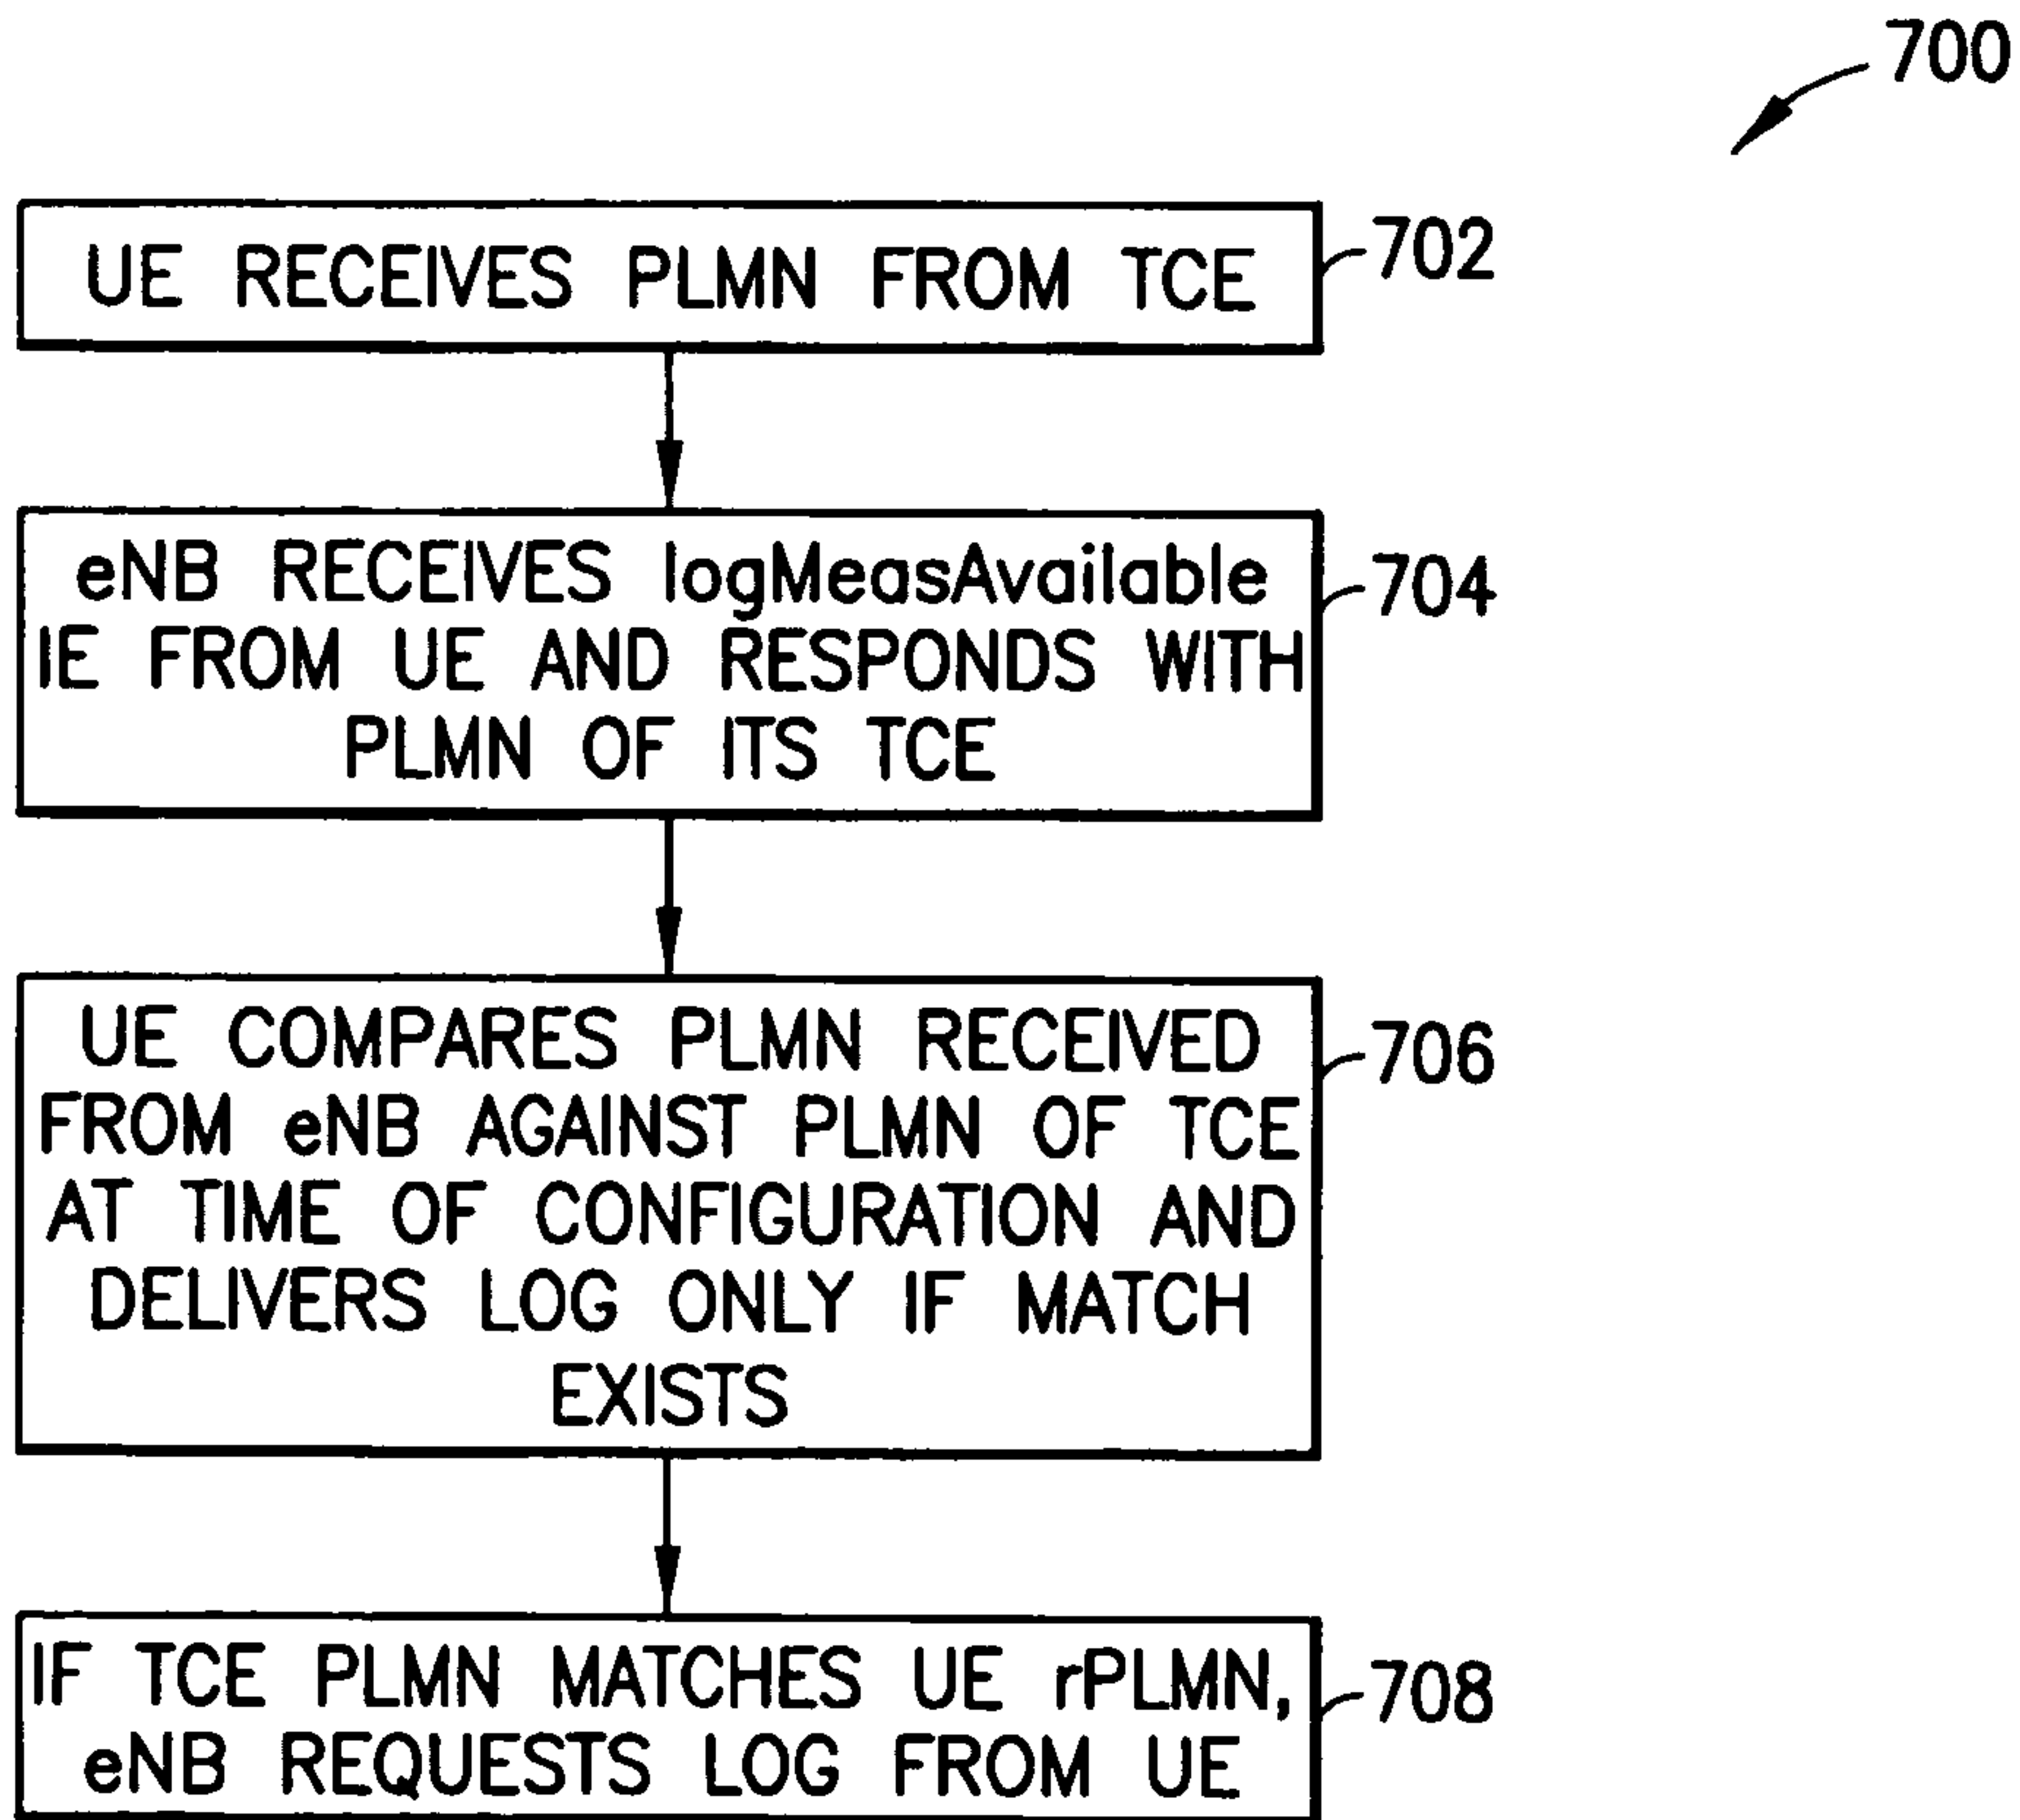 700
UE RECEIVES PLMN FROM TCE
702
eNB RECEIVES logMeasAvailable
IE FROM UE AND RESPONDS WITH
PLMN OF ITS TCE
704
UE COMPARES PLMN RECEIVED
FROM eNB AGAINST PLMN OF TCE
AT TIME OF CONFIGURATION AND
DELIVERS LOG ONLY IF MATCH
EXISTS
706
IF TCE PLMN MATCHES UE rPLMN,
eNB REQUESTS LOG FROM UE
708